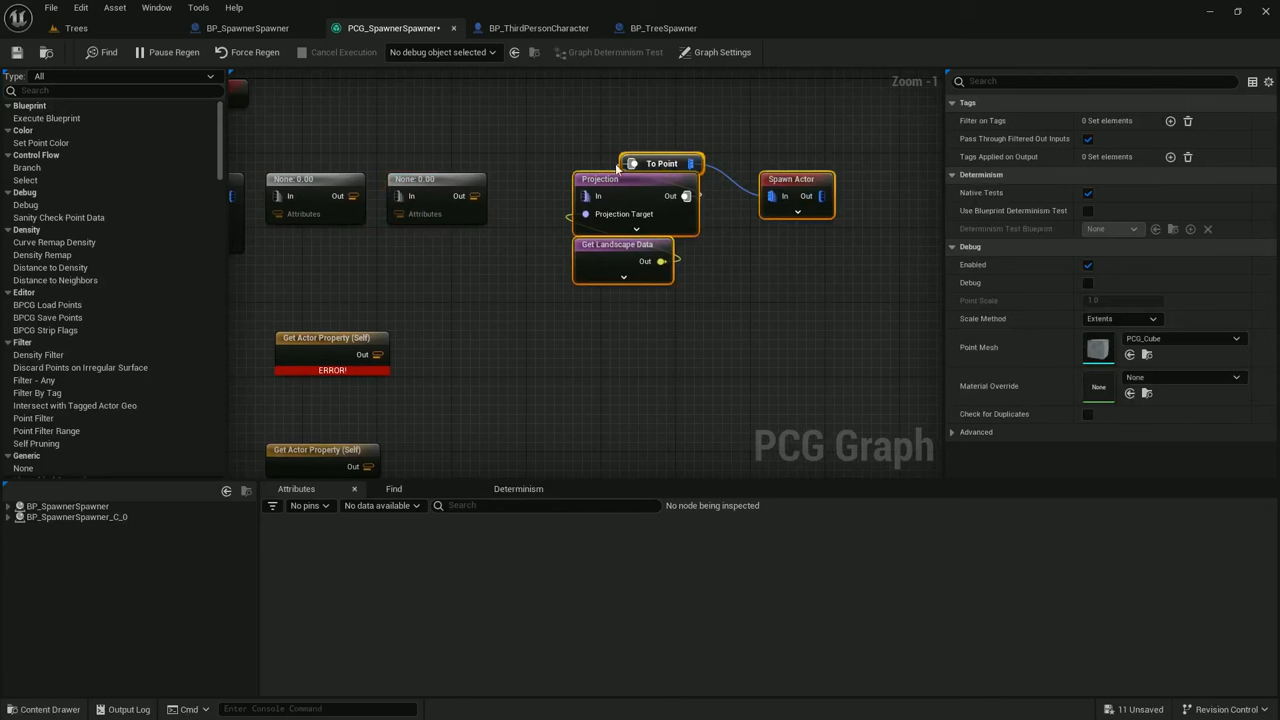 File Edit Asset Window Tools Help
Trees BP_SpawnerSpawner PCG_SpawnerSpawner* BP_ThirdPersonCharacter BP_TreeSpawner
Find Pause Regen Force Regen Cancel Execution No debug object selected Graph Determinism Test Graph Settings
Type: All
Search
Blueprint
Execute Blueprint
Color
Set Point Color
Control Flow
Branch
Select
Debug
Debug
Sanity Check Point Data
Density
Curve Remap Density
Density Remap
Distance to Density
Distance to Neighbors
Editor
BPCG Load Points
BPCG Save Points
BPCG Strip Flags
Filter
Density Filter
Discard Points on Irregular Surface
Filter - Any
Filter By Tag
Intersect with Tagged Actor Geo
Point Filter
Point Filter Range
Self Pruning
Generic
None
Zoom -1
None: 0.00
In Out
Attributes
None: 0.00
In Out
Attributes
To Point
Projection
In Out
Projection Target
Get Landscape Data
Out
Spawn Actor
In Out
Get Actor Property (Self)
Out
ERROR!
Get Actor Property (Self)
Out
PCG Graph
Search
Tags
Filter on Tags 0 Set elements
Pass Through Filtered Out Inputs
Tags Applied on Output 0 Set elements
Determinism
Native Tests
Use Blueprint Determinism Test
Determinism Test Blueprint None
Debug
Enabled
Debug
Point Scale 1.0
Scale Method Extents
Point Mesh PCG_Cube
Material Override None None
Check for Duplicates
Advanced
BP_SpawnerSpawner
BP_SpawnerSpawner_C_0
Attributes Find Determinism
No pins No data available Search No node being inspected
Content Drawer Output Log Cmd Enter Console Command 11 Unsaved Revision Control